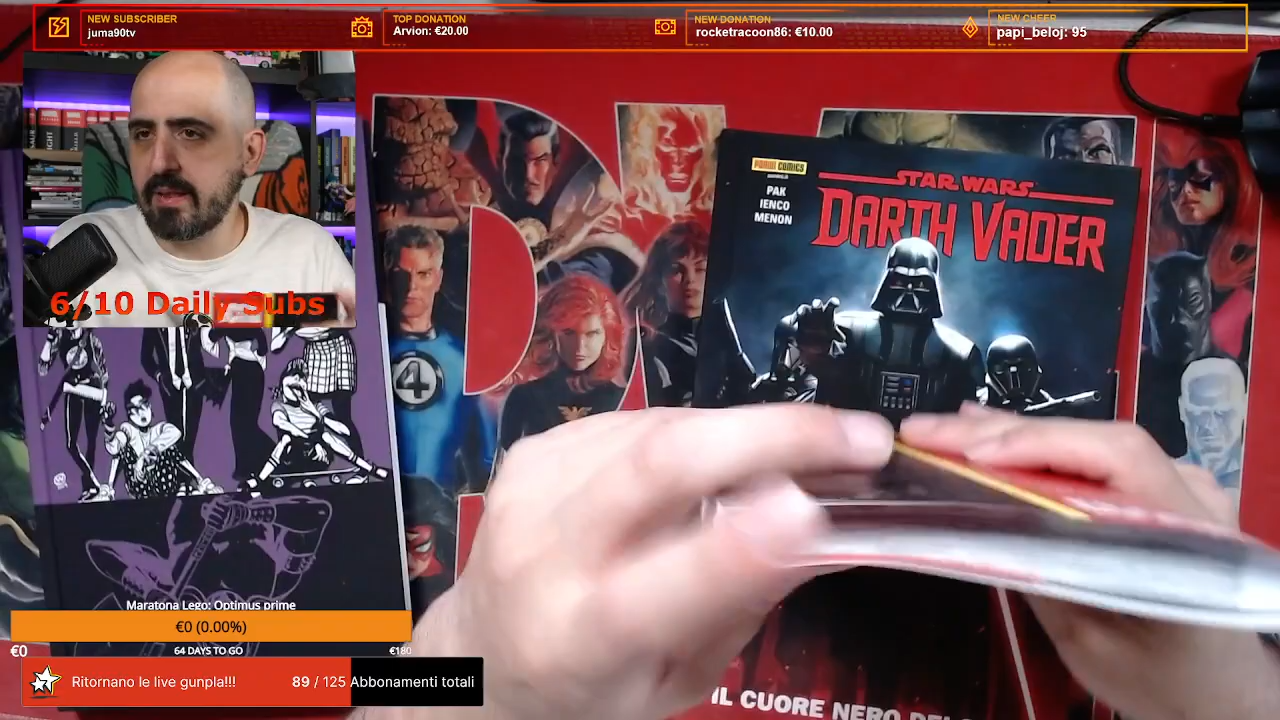 NEW SUBSCRIBER
juma90tv
TOP DONATION
Arvion: €20.00
NEW DONATION
rocketracoon86: €10.00
NEW CHEER
papi_beloj: 95
PANINI COMICS
PAK
IENCO
MENON
STAR WARS
DARTH VADER
4
6/10 Daily Subs
Maratona Lego: Optimus prime
€0 (0.00%)
€0
64 DAYS TO GO
€180
Ritornano le live gunpla!!!
89 / 125 Abbonamenti totali
IL CUORE NERO